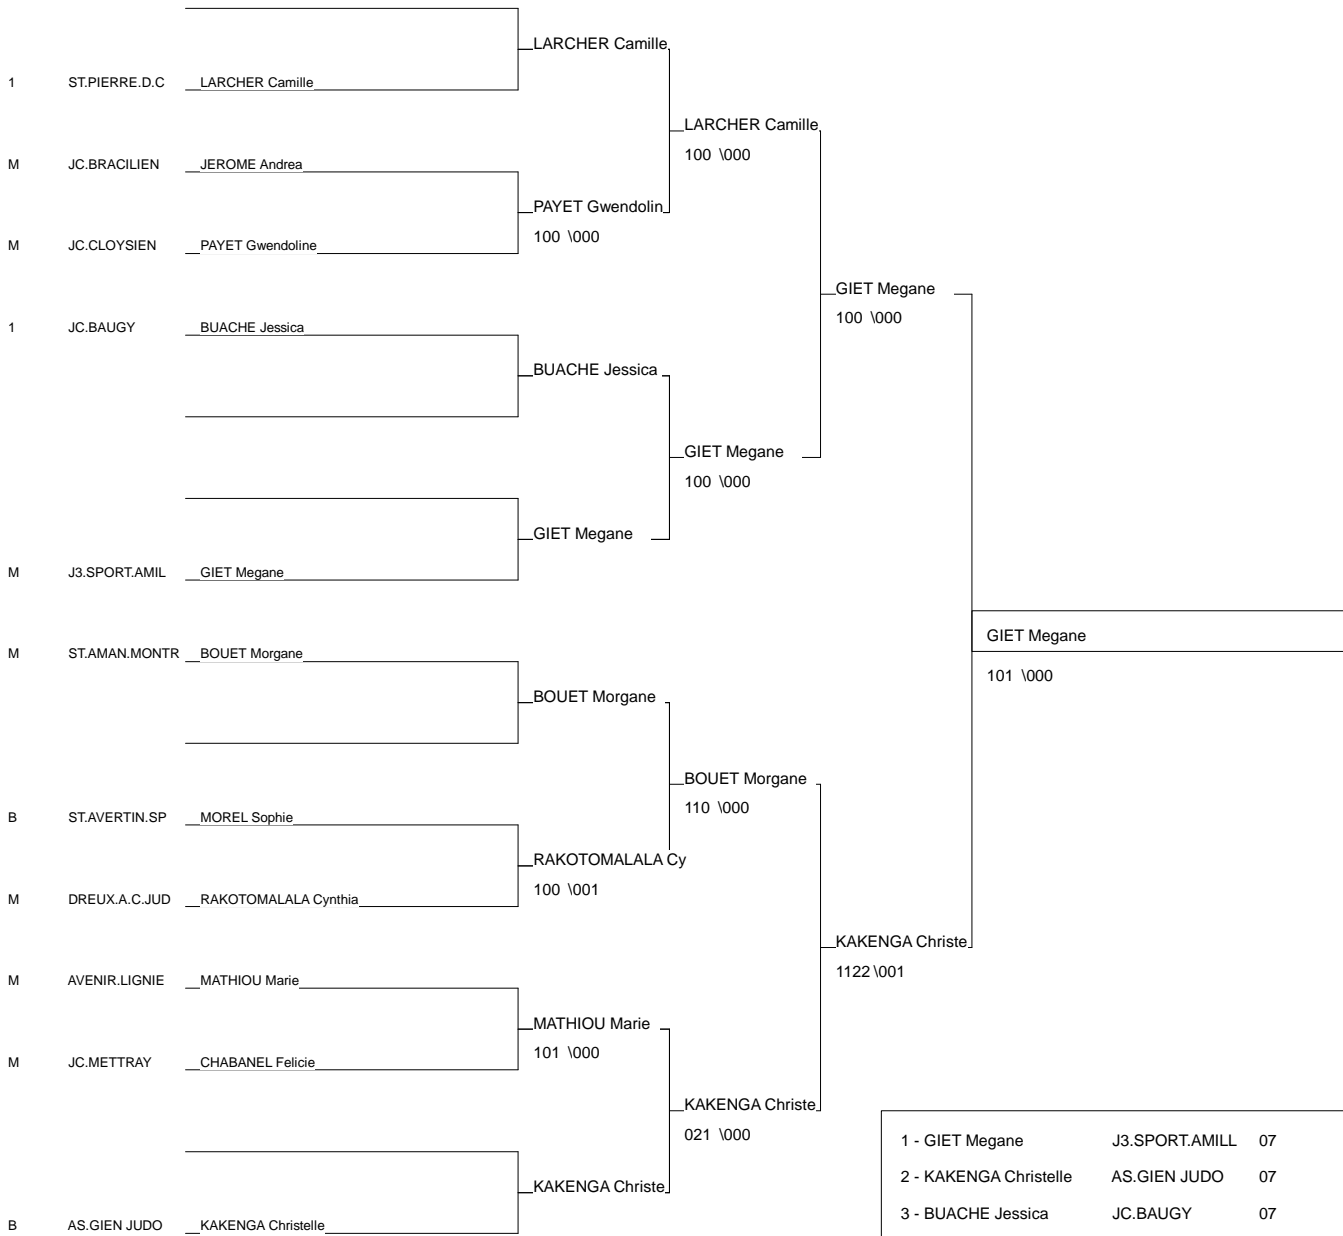 LARCHER Camille
1 ST.PIERRE.D.C LARCHER Camille
LARCHER Camille
100 \000
M JC.BRACILIEN JEROME Andrea
PAYET Gwendolin
100 \000
M JC.CLOYSIEN PAYET Gwendoline
GIET Megane
100 \000
1 JC.BAUGY BUACHE Jessica
BUACHE Jessica
GIET Megane
100 \000
GIET Megane
M J3.SPORT.AMIL GIET Megane
GIET Megane
101 \000
M ST.AMAN.MONTR BOUET Morgane
BOUET Morgane
BOUET Morgane
110 \000
B ST.AVERTIN.SP MOREL Sophie
RAKOTOMALALA Cy
100 \001
M DREUX.A.C.JUD RAKOTOMALALA Cynthia
KAKENGA Christe
1122 \001
M AVENIR.LIGNIE MATHIOU Marie
MATHIOU Marie
101 \000
M JC.METTRAY CHABANEL Felicie
KAKENGA Christe
021 \000
KAKENGA Christe
B AS.GIEN JUDO KAKENGA Christelle
1 - GIET Megane J3.SPORT.AMILL 07
2 - KAKENGA Christelle AS.GIEN JUDO 07
3 - BUACHE Jessica JC.BAUGY 07